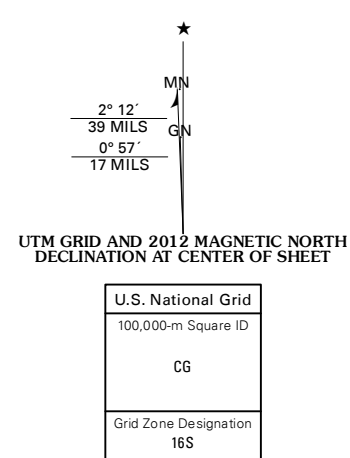 MN
2° 12´
39 MILS
GN
0° 57´
17 MILS
UTM GRID AND 2012 MAGNETIC NORTH
DECLINATION AT CENTER OF SHEET
U.S. National Grid
100,000-m Square ID
CG
Grid Zone Designation
16S